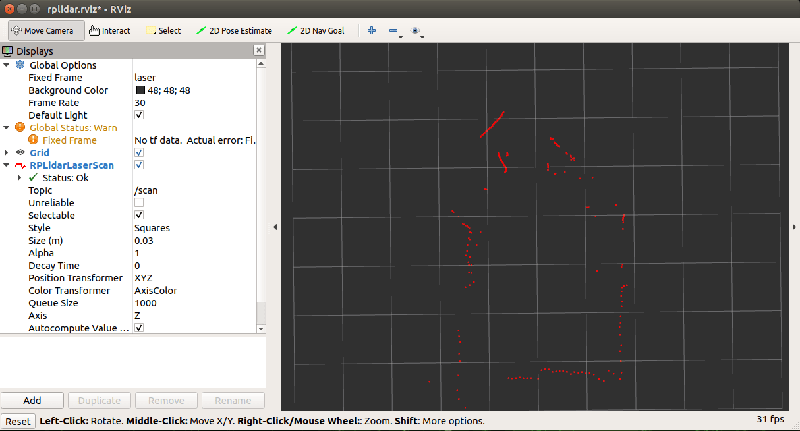 rplidar.rviz* - RViz
Move Camera Interact Select 2D Pose Estimate 2D Nav Goal
Displays
Global Options
Fixed Frame laser
Background Color 48; 48; 48
Frame Rate 30
Default Light
Global Status: Warn
Fixed Frame No tf data. Actual error: Fi.
Grid
RPLidarLaserScan
Status: Ok
Topic /scan
Unreliable
Selectable
Style Squares
Size (m) 0.03
Alpha 1
Decay Time 0
Position Transformer XYZ
Color Transformer AxisColor
Queue Size 1000
Axis Z
Autocompute Value ...
Add Duplicate Remove Rename
Reset Left-Click: Rotate. Middle-Click: Move X/Y. Right-Click/Mouse Wheel:: Zoom. Shift: More options. 31 fps